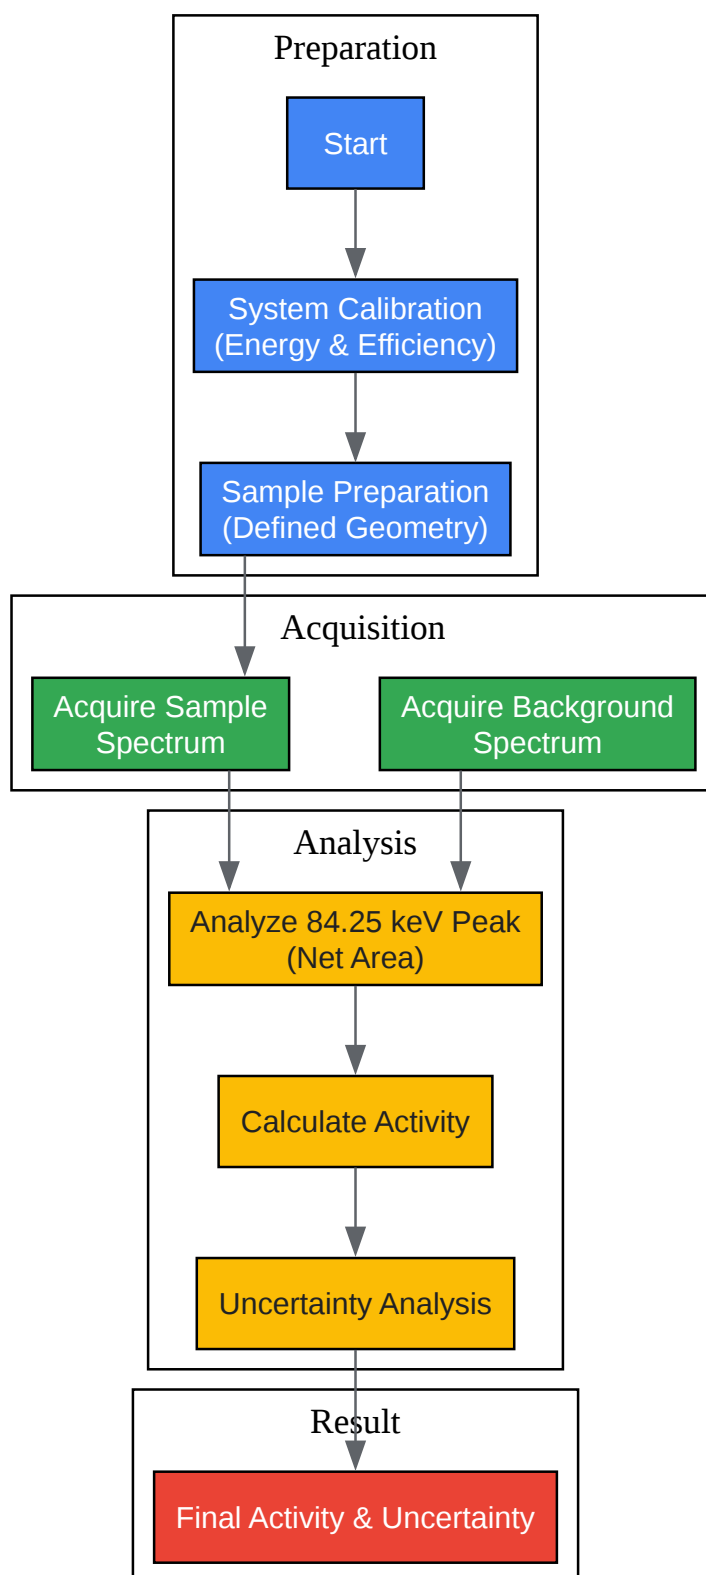 Preparation
Start
System Calibration
(Energy & Efficiency)
Sample Preparation
(Defined Geometry)
Acquisition
Acquire Sample
Spectrum
Acquire Background
Spectrum
Analysis
Analyze 84.25 keV Peak
(Net Area)
Calculate Activity
Uncertainty Analysis
Result
Final Activity & Uncertainty